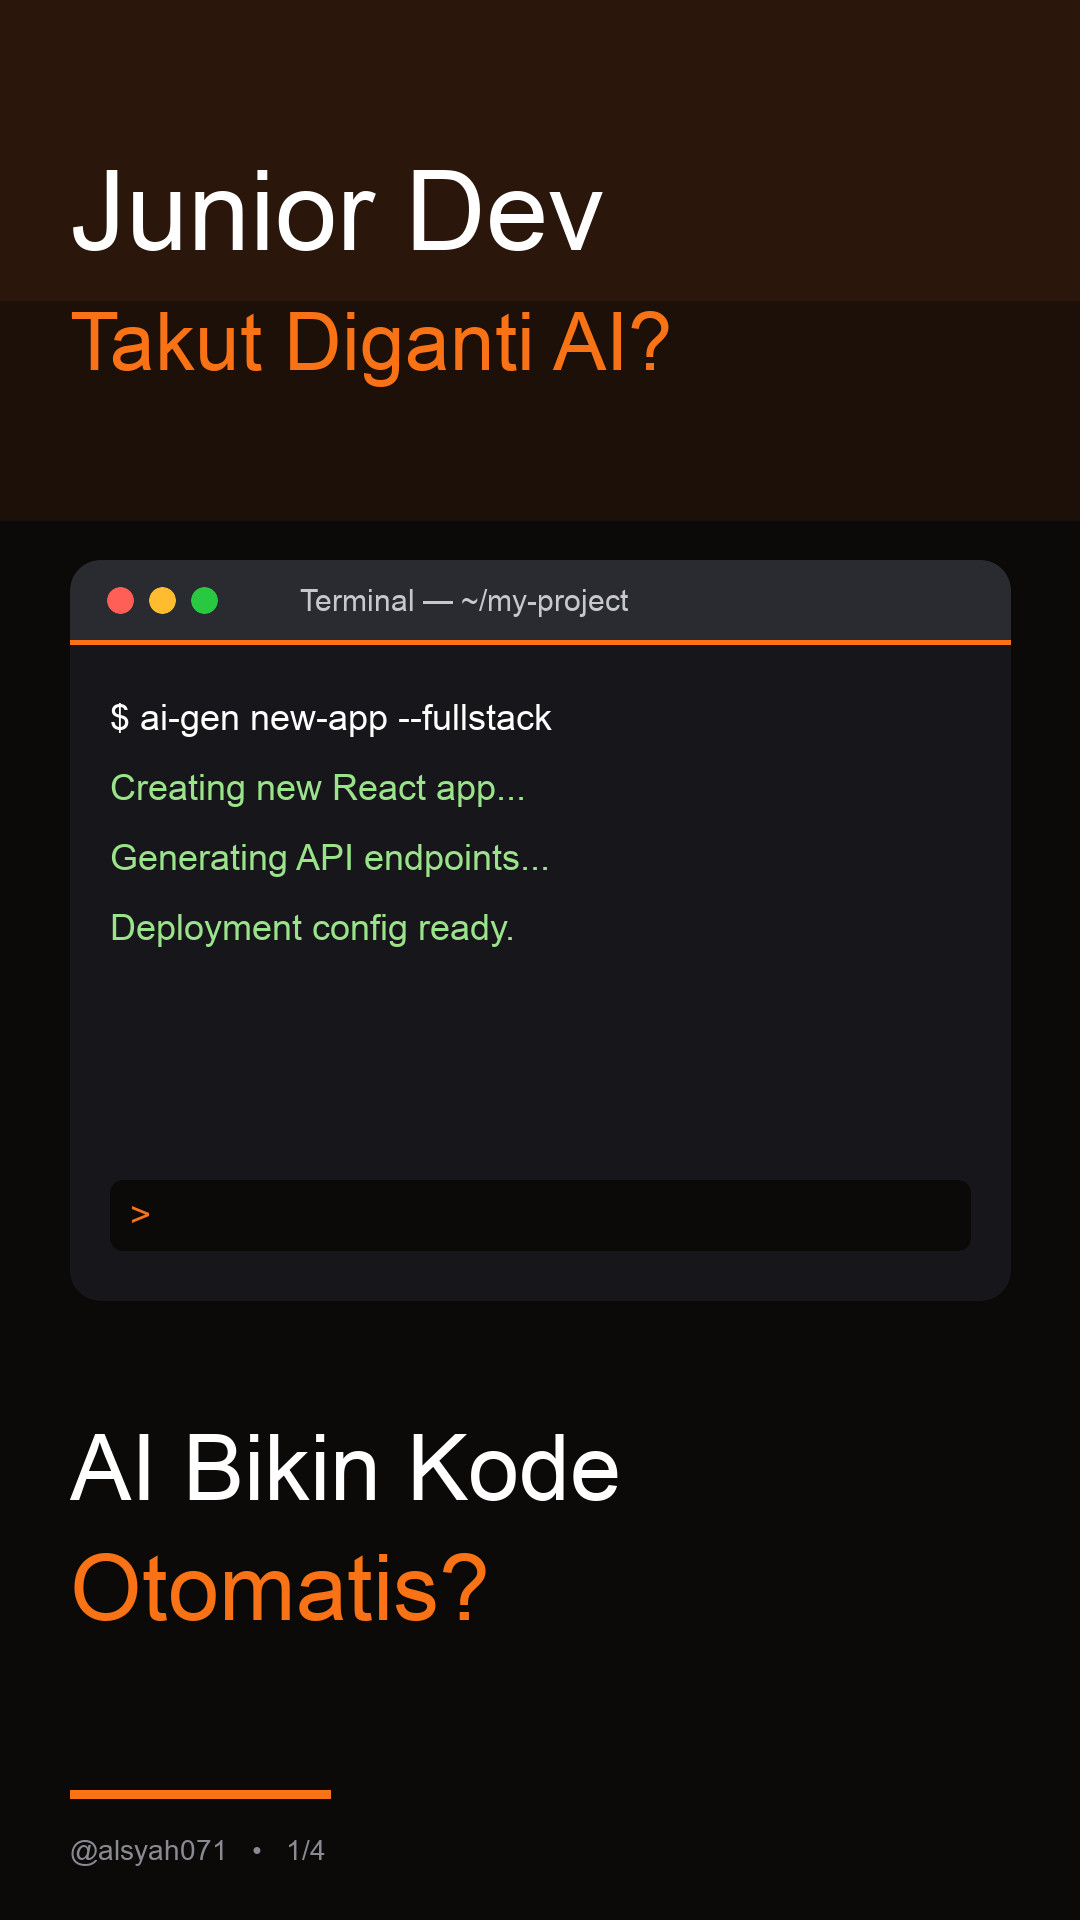 Junior Dev
Takut Diganti AI?
Terminal — ~/my-project
$ ai-gen new-app --fullstack
Creating new React app...
Generating API endpoints...
Deployment config ready.
>
AI Bikin Kode
Otomatis?
@alsyah071 • 1/4